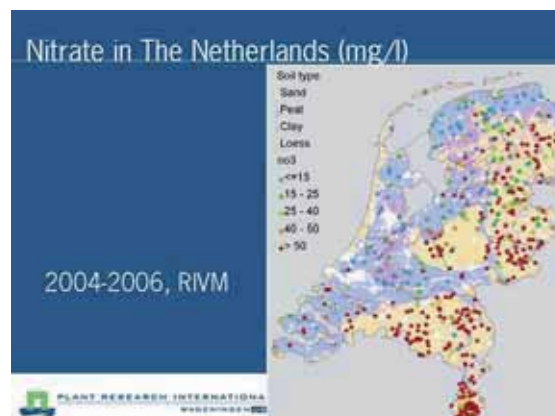 Nitrate in The Netherlands (mg/l)
Soil type
Sand
Peat
Clay
Loess
no3
<=15
15 - 25
25 - 40
40 - 50
> 50
2004-2006, RIVM
PLANT RESEARCH INTERNATIONA
WAGENINGEN